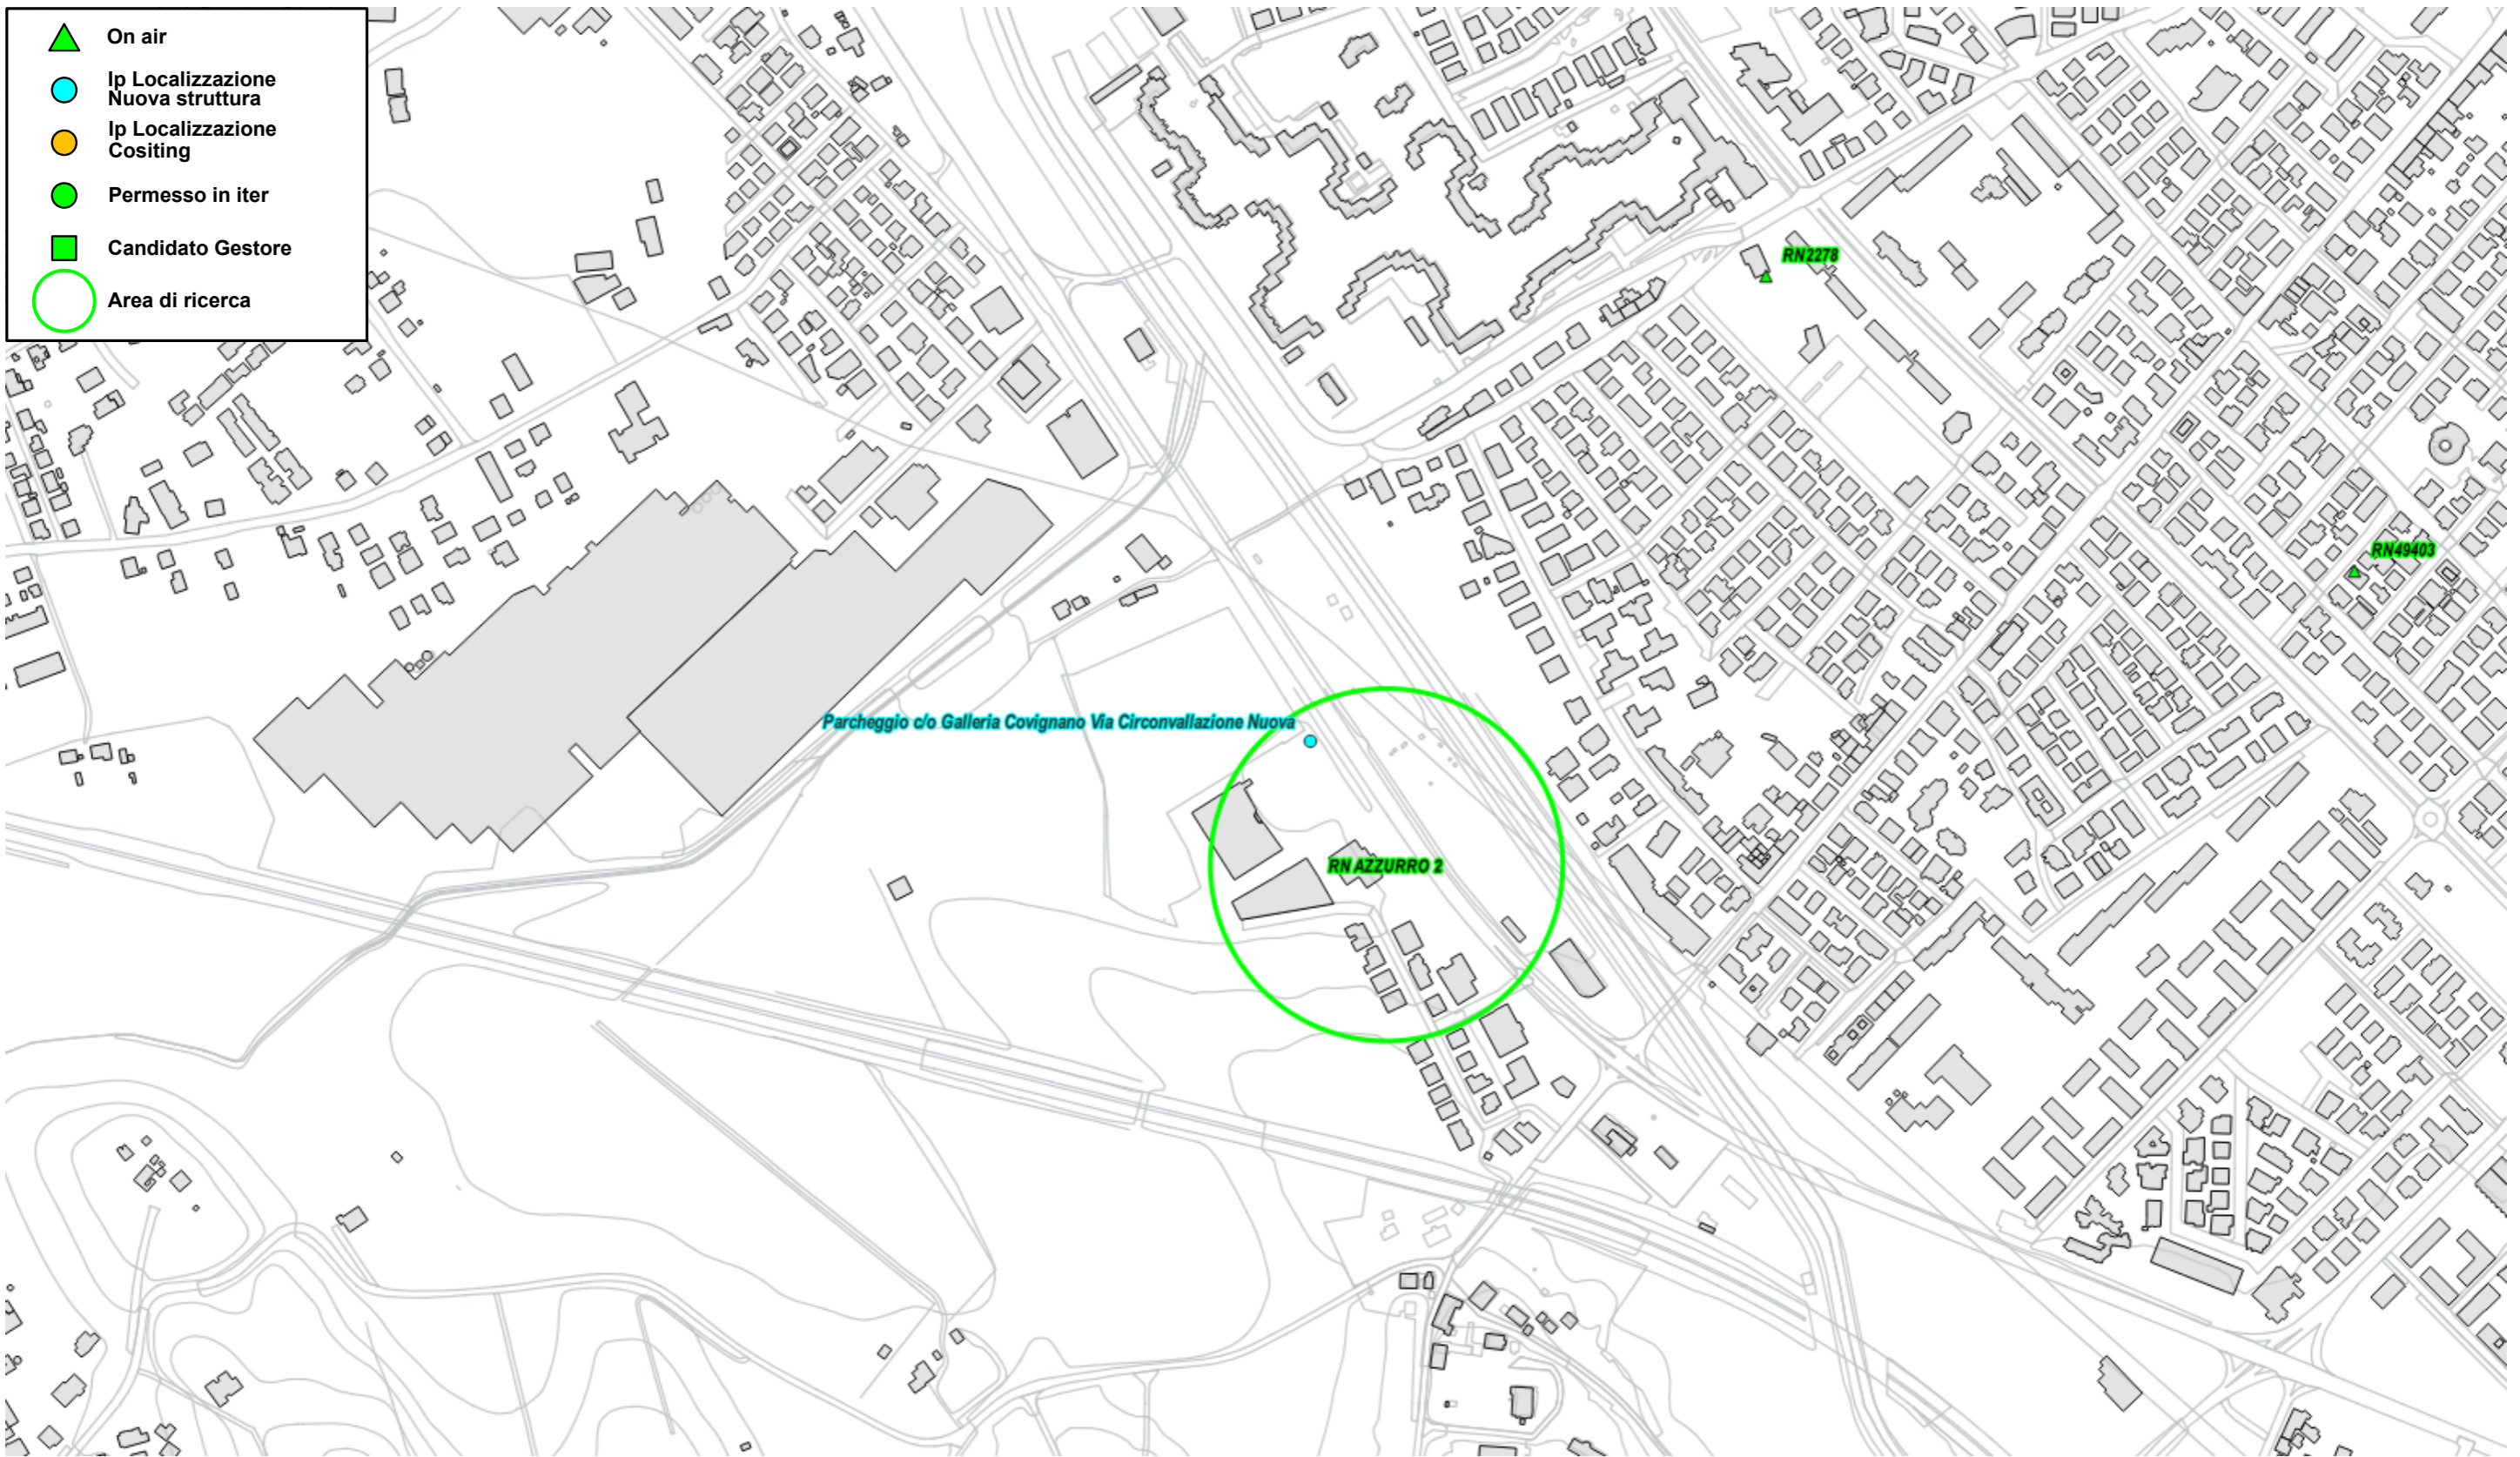 On air
Ip Localizzazione
Nuova struttura
Ip Localizzazione
Cositing
Permesso in iter
Candidato Gestore
Area di ricerca
RN2278
RN49403
Parcheggio c/o Galleria Covignano Via Circonvallazione Nuova
RN AZZURRO 2